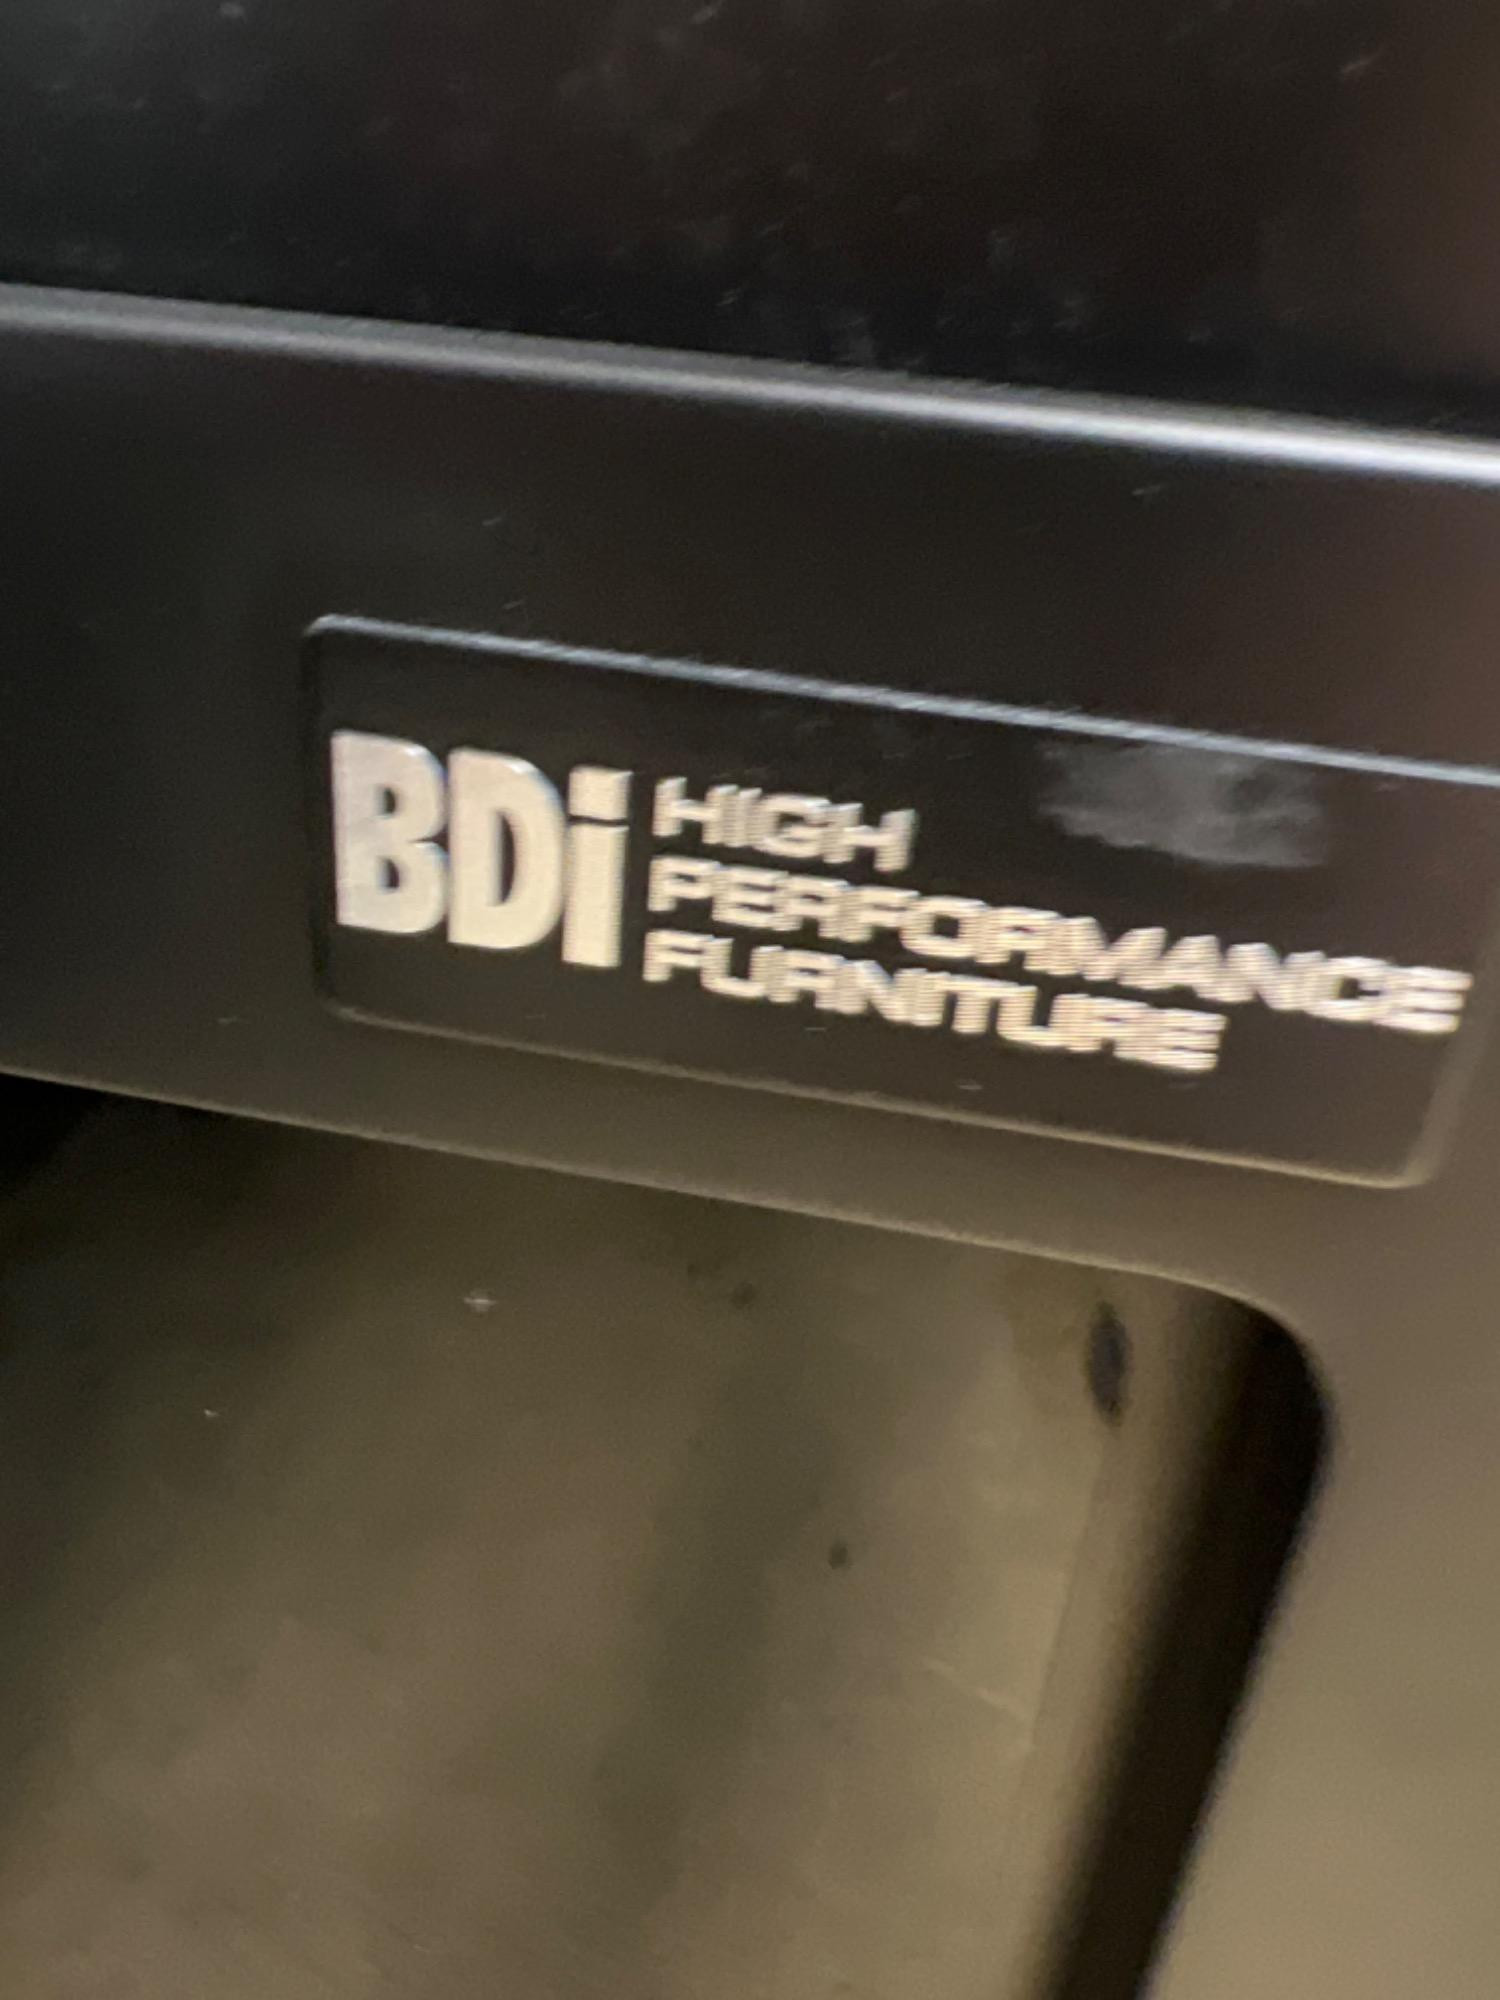 BDi
HIGH
PERFORMANCE
FURNITURE